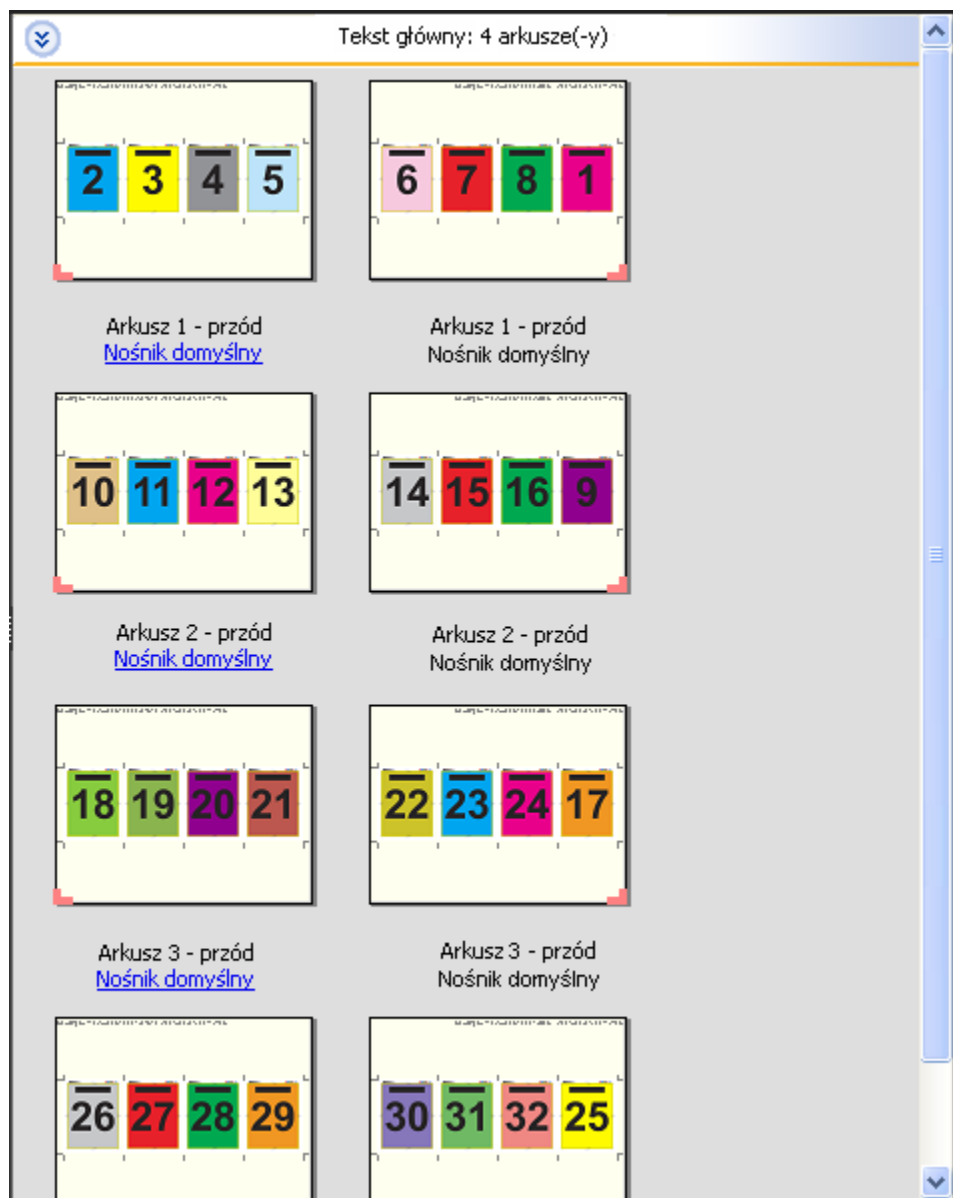 Tekst główny: 4 arkusze(-y)
2 3 4 5
6 7 8 1
Arkusz 1 - przód
Nośnik domyślny
Arkusz 1 - przód
Nośnik domyślny
10 11 12 13
14 15 16 9
Arkusz 2 - przód
Nośnik domyślny
Arkusz 2 - przód
Nośnik domyślny
18 19 20 21
22 23 24 17
Arkusz 3 - przód
Nośnik domyślny
Arkusz 3 - przód
Nośnik domyślny
26 27 28 29
30 31 32 25